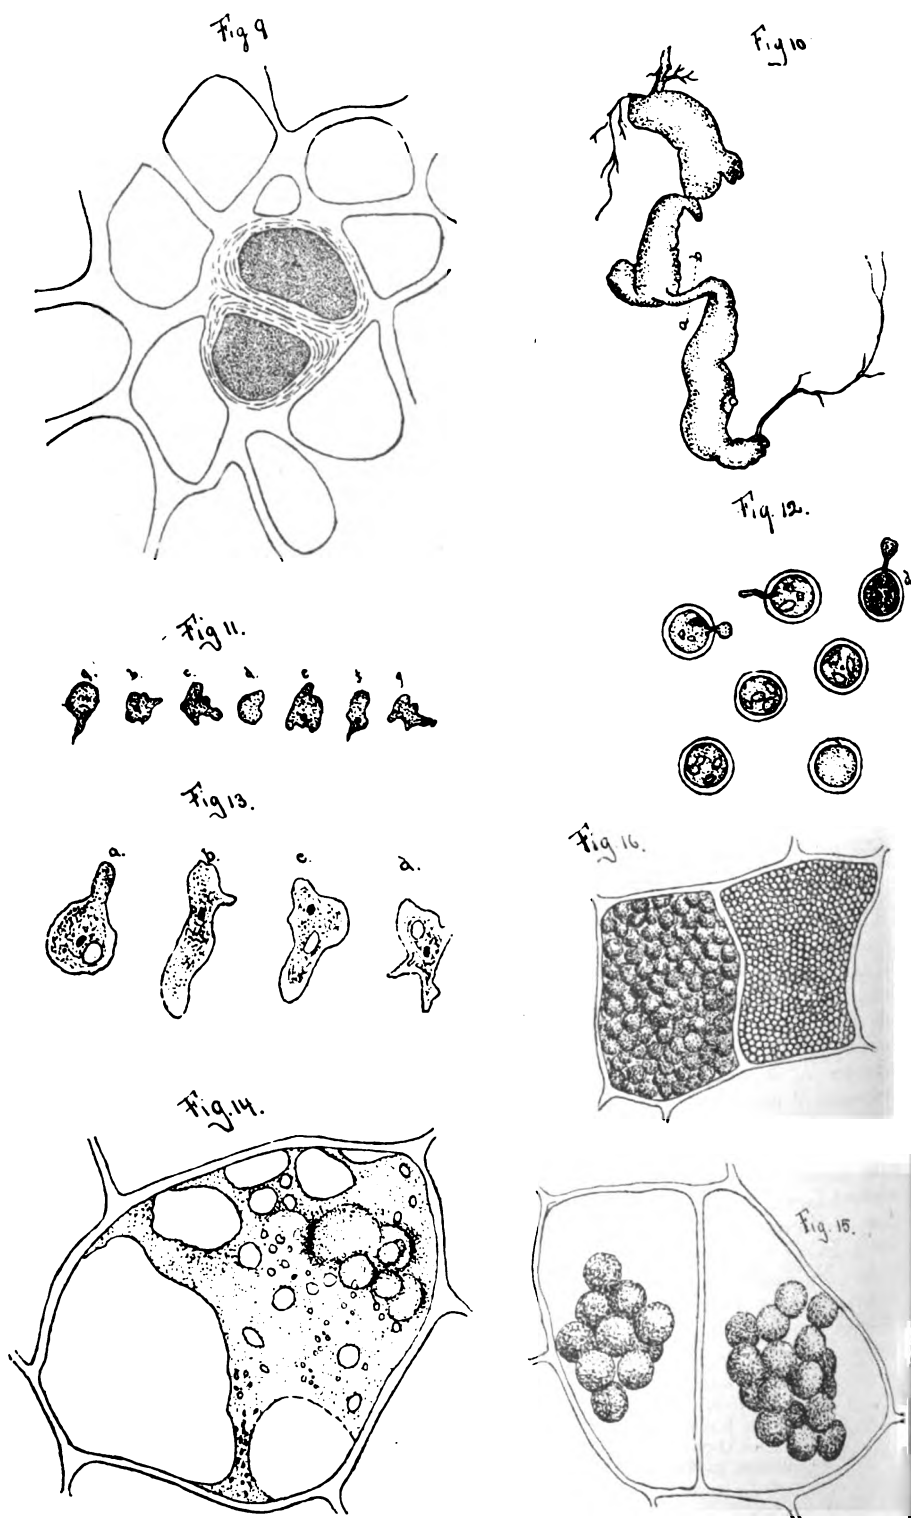 Fig 9
Fig 10
b
a
Fig. 12.
d
Fig 11.
a. b. c. d. e f g
Fig 13.
a. b. c. d.
Fig. 16.
Fig. 14.
Fig. 15.